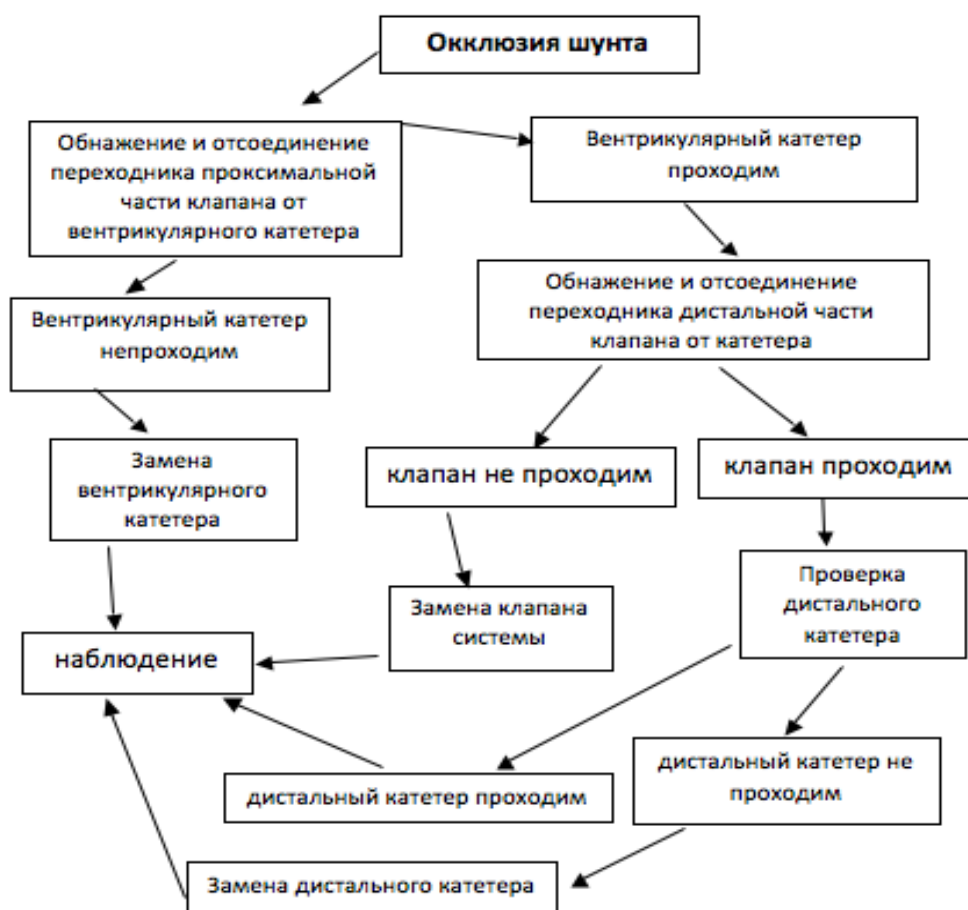 Окклюзия шунта
Обнажение и отсоединение
переходника проксимальной
части клапана от
вентрикулярного катетера
Вентрикулярный катетер
проходим
Обнажение и отсоединение
переходника дистальной части
клапана от катетера
Вентрикулярный катетер
непроходим
Замена
вентрикулярного
катетера
клапан не проходим
клапан проходим
Проверка
дистального
катетера
Замена клапана
системы
наблюдение
дистальный катетер не
проходим
дистальный катетер проходим
Замена дистального катетера